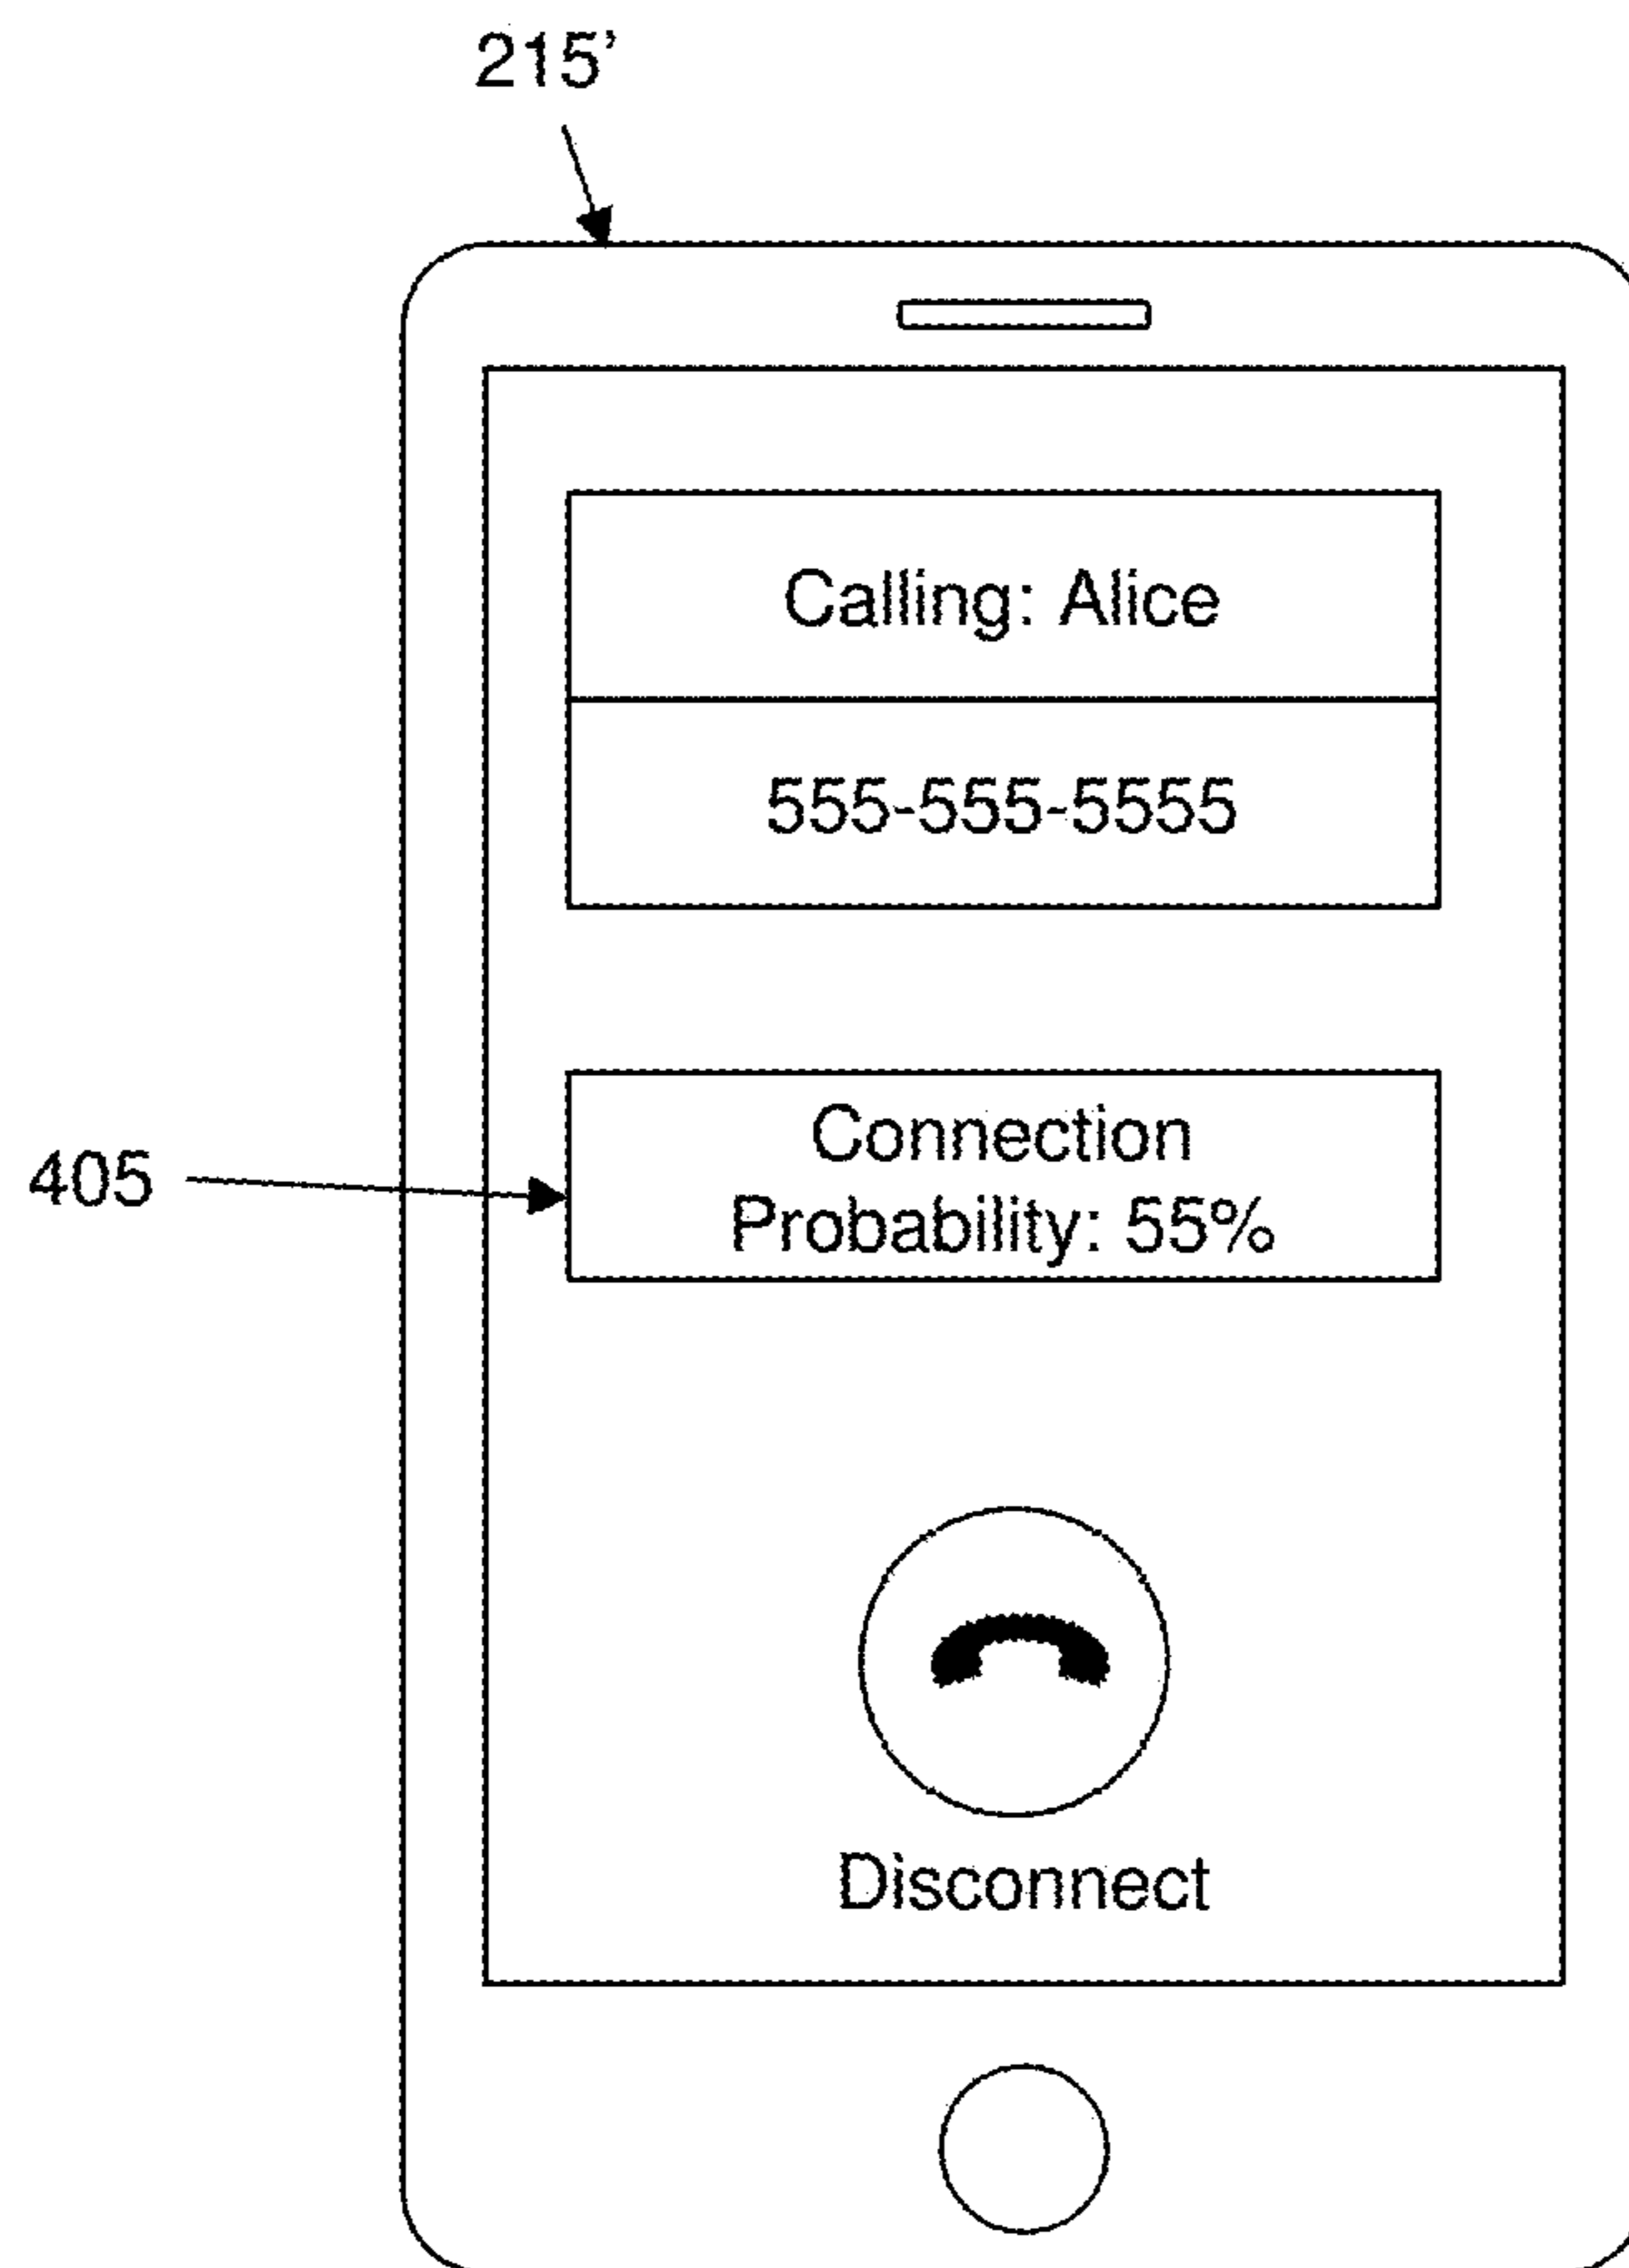 215’
Calling: Alice
555-555-5555
405
Connection
Probability: 55%
Disconnect